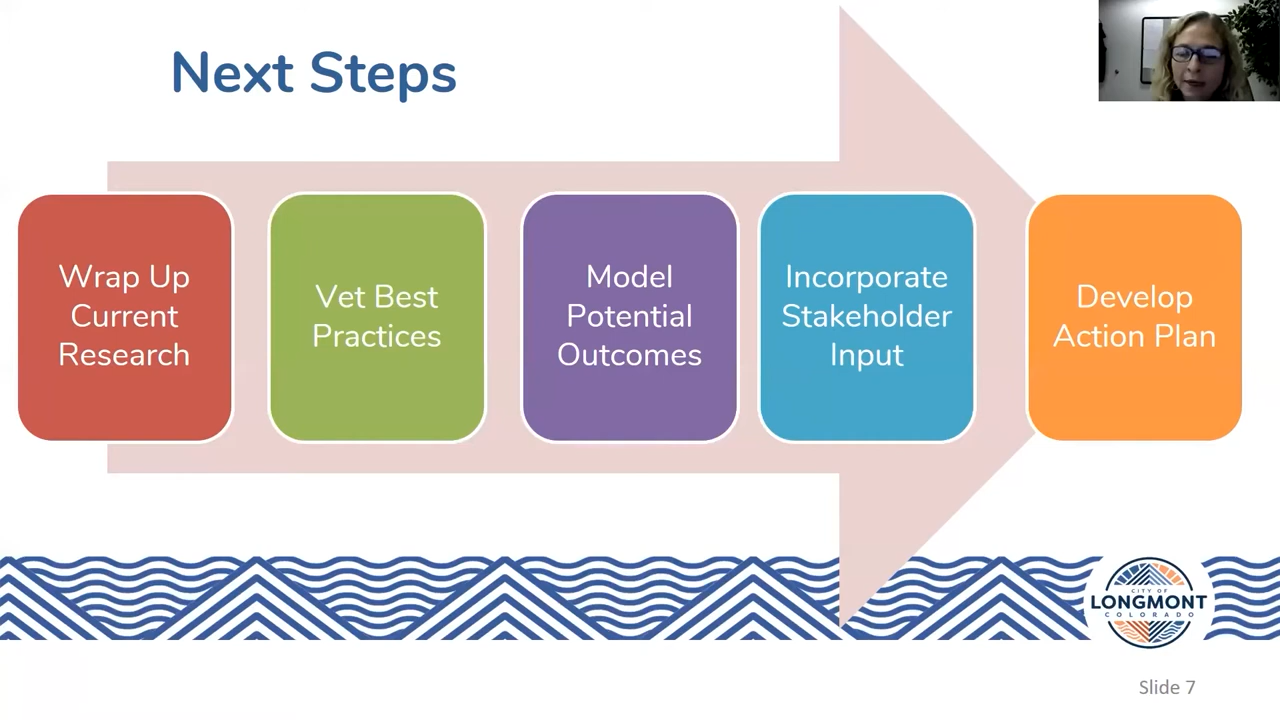 Next Steps
Wrap Up
Current
Research
Vet Best
Practices
Model
Potential
Outcomes
Incorporate
Stakeholder
Input
Develop
Action Plan
CITY OF
LONGMONT
COLORADO
Slide 7